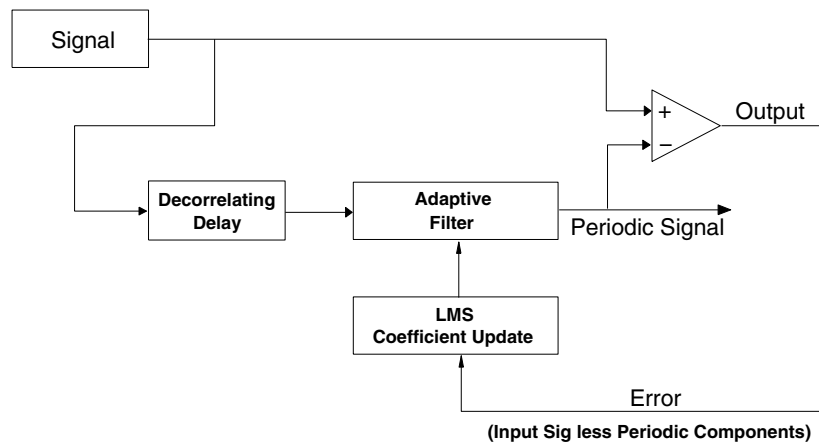 Signal
+
Output
−
Decorrelating
Delay
Adaptive
Filter
Periodic Signal
LMS
Coefficient Update
Error
(Input Sig less Periodic Components)